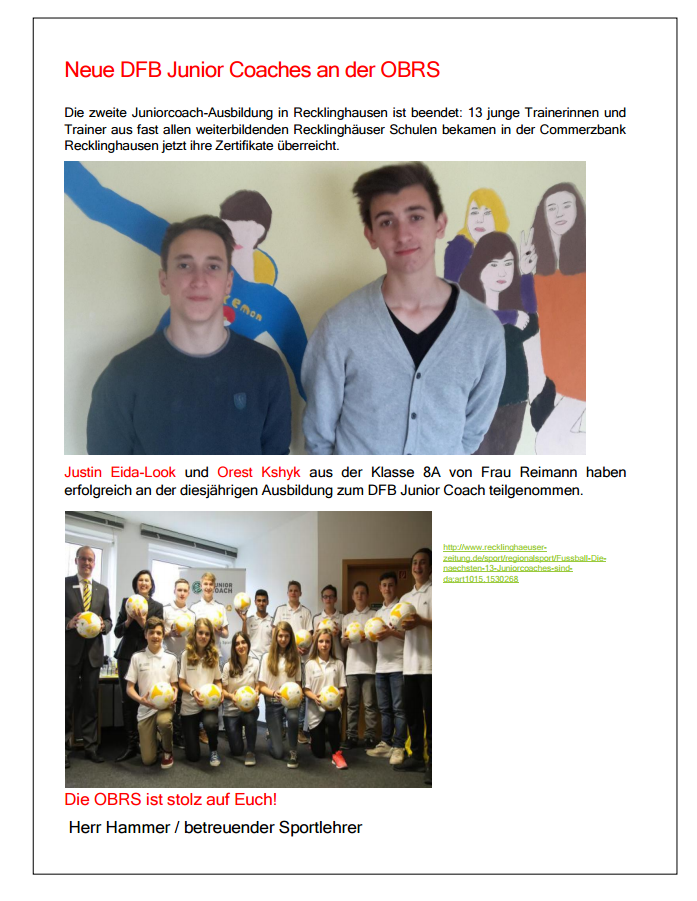 Neue DFB Junior Coaches an der OBRS
Die zweite Juniorcoach-Ausbildung in Recklinghausen ist beendet: 13 junge Trainerinnen und
Trainer aus fast allen weiterbildenden Recklinghäuser Schulen bekamen in der Commerzbank
Recklinghausen jetzt ihre Zertifikate überreicht.
kemon
Justin Eida-Look und Orest Kshyk aus der Klasse 8A von Frau Reimann haben
erfolgreich an der diesjährigen Ausbildung zum DFB Junior Coach teilgenommen.
http://www.recklinghaeuser-
zeitung.de/sport/regionalsport/Fussball-Die-
naechsten-13-Juniorcoaches-sind-
da;art1015,1530268
JUNIOR
COACH
Die OBRS ist stolz auf Euch!
Herr Hammer / betreuender Sportlehrer